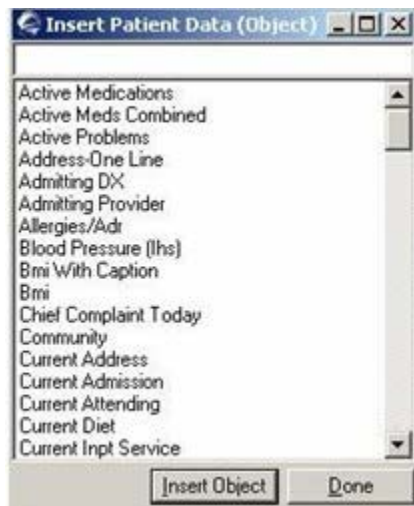 Insert Patient Data (Object)
Active Medications
Active Meds Combined
Active Problems
Address-One Line
Admitting DX
Admitting Provider
Allergies/Adr
Blood Pressure (Ihs)
Bmi With Caption
Bmi
Chief Complaint Today
Community
Current Address
Current Admission
Current Attending
Current Diet
Current Inpt Service
Insert Object Done